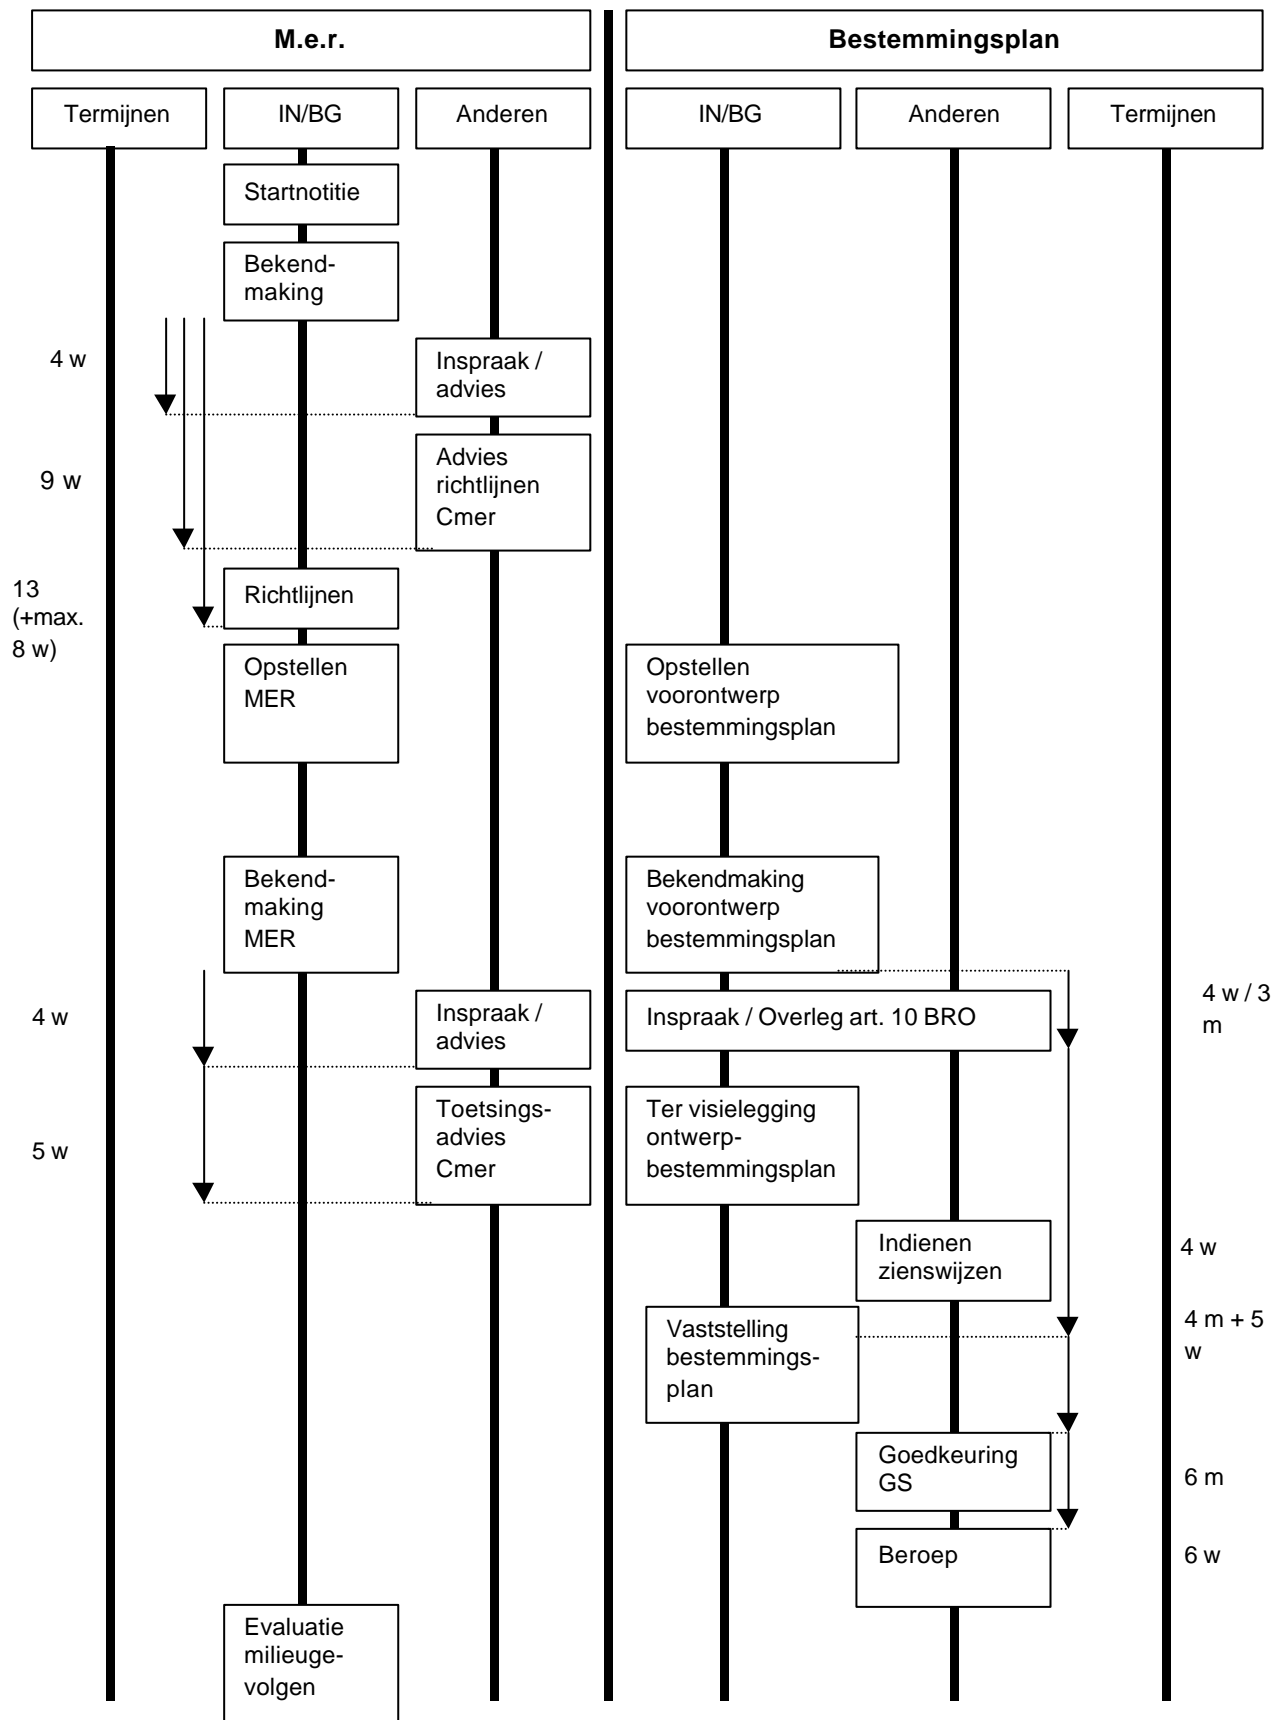 M.e.r.
Bestemmingsplan
Termijnen
IN/BG
Anderen
IN/BG
Anderen
Termijnen
Startnotitie
Bekend-
making
4 w
Inspraak /
advies
9 w
Advies
richtlijnen
Cmer
13
(+max.
8 w)
Richtlijnen
Opstellen
MER
Opstellen
voorontwerp
bestemmingsplan
Bekend-
making
MER
Bekendmaking
voorontwerp
bestemmingsplan
4 w
Inspraak /
advies
Inspraak / Overleg art. 10 BRO
4 w / 3
m
5 w
Toetsings-
advies
Cmer
Ter visielegging
ontwerp-
bestemmingsplan
Indienen
zienswijzen
4 w
Vaststelling
bestemmings-
plan
4 m + 5
w
Goedkeuring
GS
6 m
Beroep
6 w
Evaluatie
milieuge-
volgen